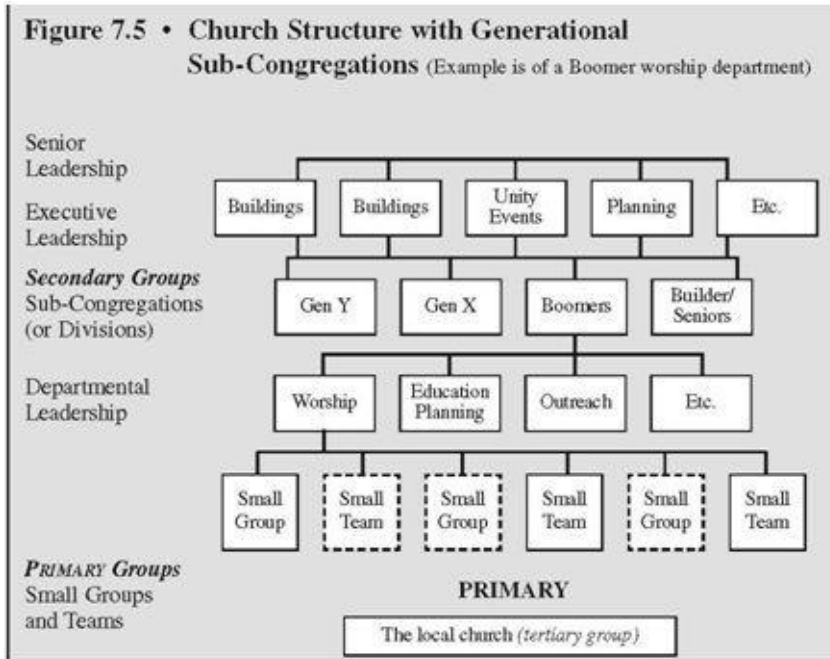 Figure 7.5 • Church Structure with Generational
Sub-Congregations (Example is of a Boomer worship department)
Senior
Leadership
Executive
Leadership
Buildings
Buildings
Unity
Events
Planning
Etc.
Secondary Groups
Sub-Congregations
(or Divisions)
Gen Y
Gen X
Boomers
Builder/
Seniors
Departmental
Leadership
Worship
Education
Planning
Outreach
Etc.
Small
Group
Small
Team
Small
Group
Small
Team
Small
Group
Small
Team
PRIMARY Groups
Small Groups
and Teams
PRIMARY
The local church (tertiary group)